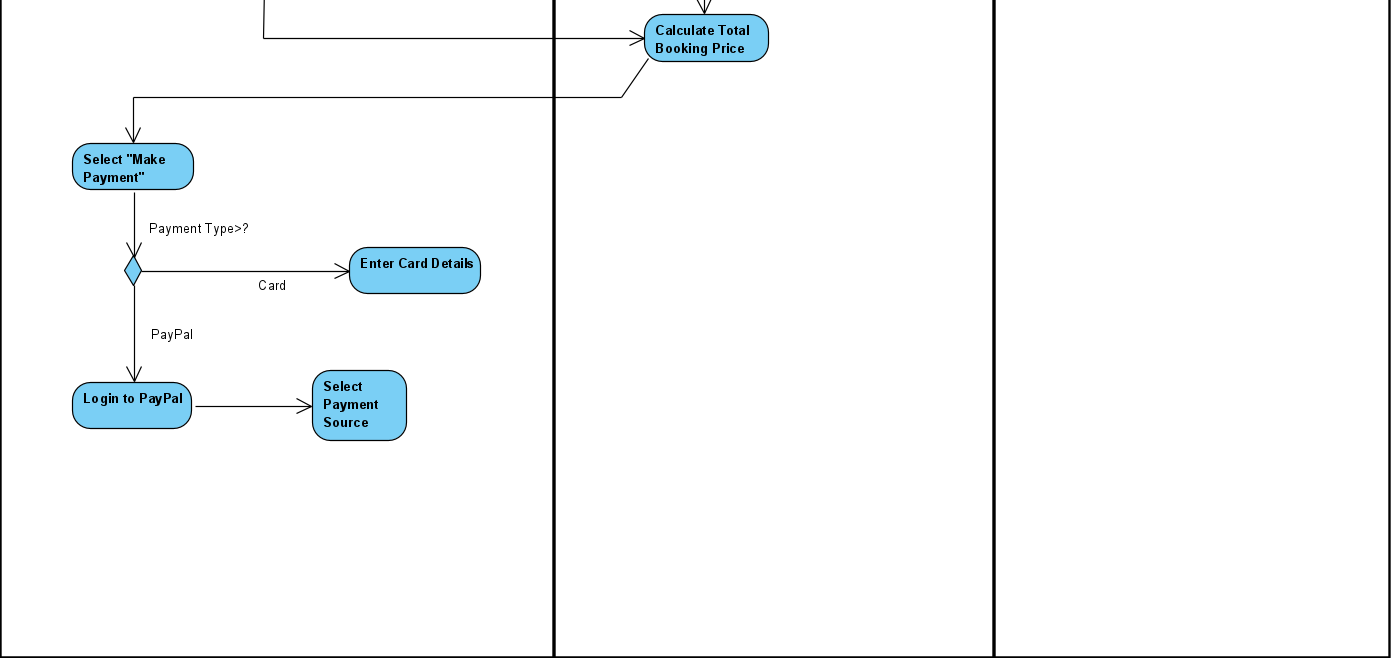 Calculate Total
Booking Price
Select "Make
Payment"
Payment Type>?
Enter Card Details
Card
PayPal
Login to PayPal
Select
Payment
Source